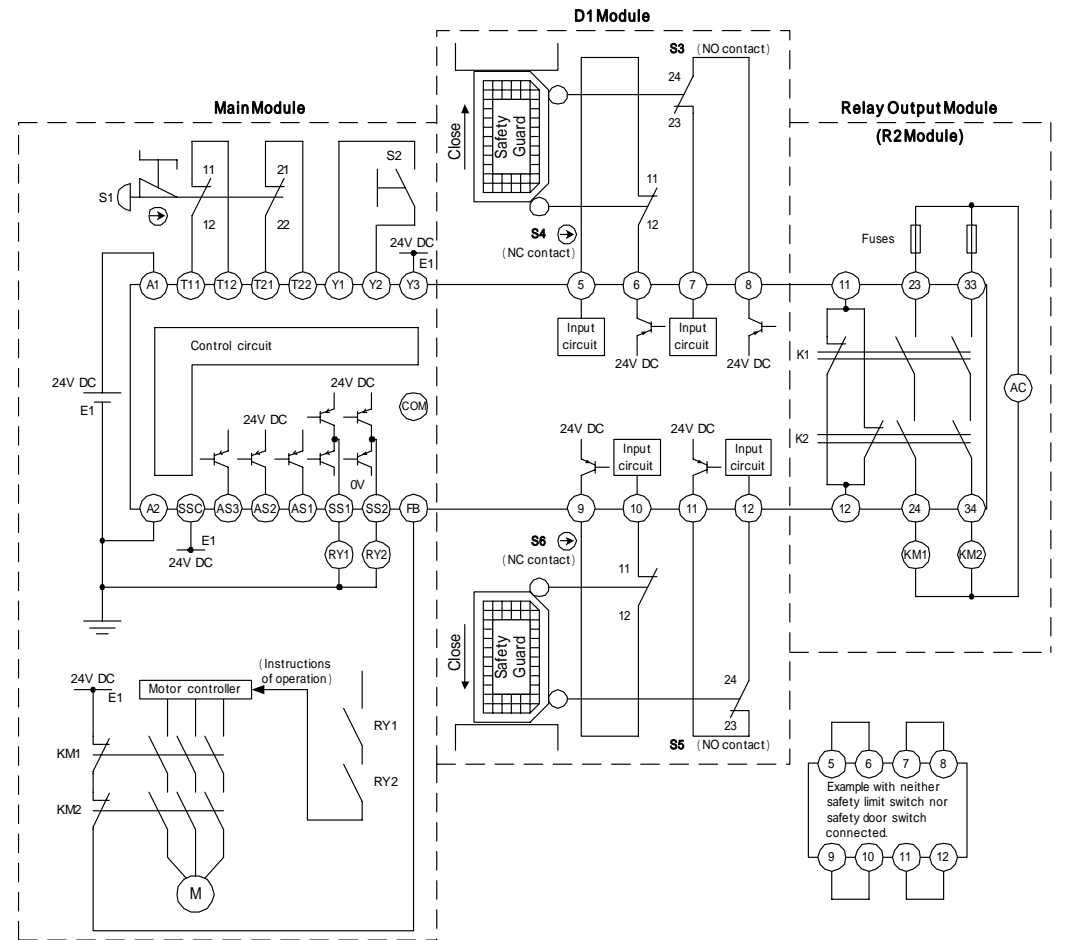 D1 Module
Main Module
Relay Output Module
(R2 Module)
S1
11
12
21
22
S2
24V DC
E1
A1
T11
T12
T21
T22
Y1
Y2
Y3
Control circuit
24V DC
E1
COM
24V DC
24V DC
0V
A2
SSC
AS3
AS2
AS1
SS1
SS2
FB
E1
24V DC
RY1
RY2
24V DC
E1
Motor controller
(Instructions
of operation)
RY1
RY2
KM1
KM2
M
S3 (NO contact)
24
23
Close
Safety
Guard
11
12
S4
(NC contact)
5
6
7
8
Input
circuit
24V DC
Input
circuit
24V DC
24V DC
Input
circuit
24V DC
Input
circuit
9
10
11
12
S6
(NC contact)
11
12
Close
Safety
Guard
24
23
S5 (NO contact)
Fuses
11
23
33
K1
K2
AC
12
24
34
KM1
KM2
5
6
7
8
Example with neither
safety limit switch nor
safety door switch
connected.
9
10
11
12